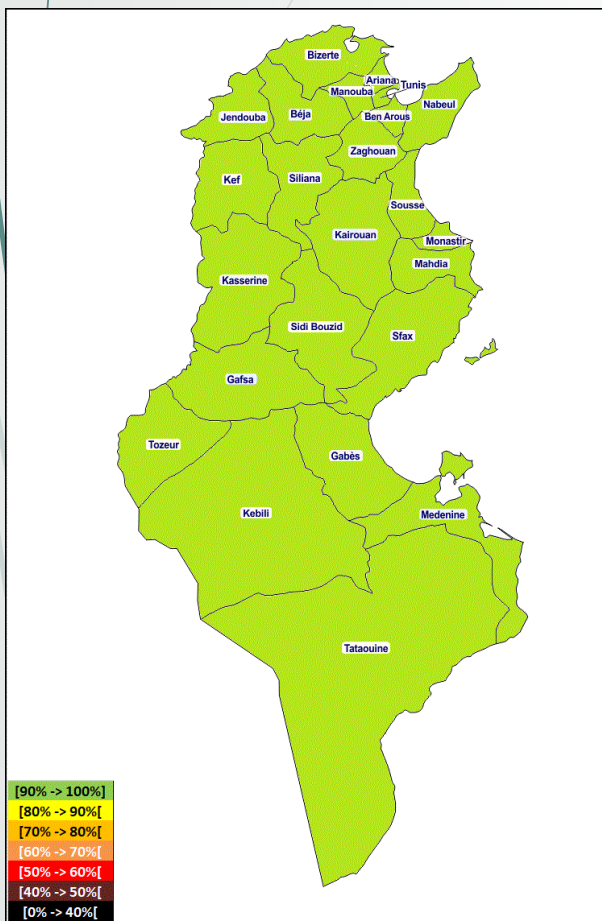 Bizerte
Ariana
Tunis
Manouba
Nabeul
Béja
Jendouba
Ben Arous
Zaghouan
Kef
Siliana
Sousse
Kairouan
Monastir
Mahdia
Kasserine
Sidi Bouzid
Sfax
Gafsa
Tozeur
Gabès
Kebili
Medenine
Tataouine
[90% -> 100%]
[80% -> 90%[
[70% -> 80%[
[60% -> 70%[
[50% -> 60%[
[40% -> 50%[
[0% -> 40%[